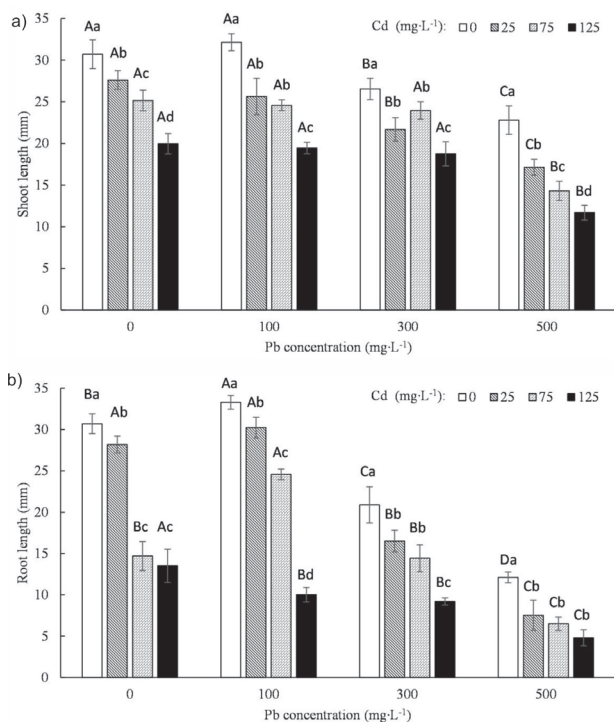 a)
Cd (mg·L-1): 0 25 75 125
Shoot length (mm)
35
30
25
20
15
10
5
0
Aa Ab Ac Ad
Aa Ab Ab Ac
Ba Bb Ab Ac
Ca Cb Bc Bd
0 100 300 500
Pb concentration (mg·L-1)
b)
Cd (mg·L-1): 0 25 75 125
Root length (mm)
35
30
25
20
15
10
5
0
Ba Ab Bc Ac
Aa Ab Ac Bd
Ca Bb Bb Bc
Da Cb Cb Cb
0 100 300 500
Pb concentration (mg·L-1)